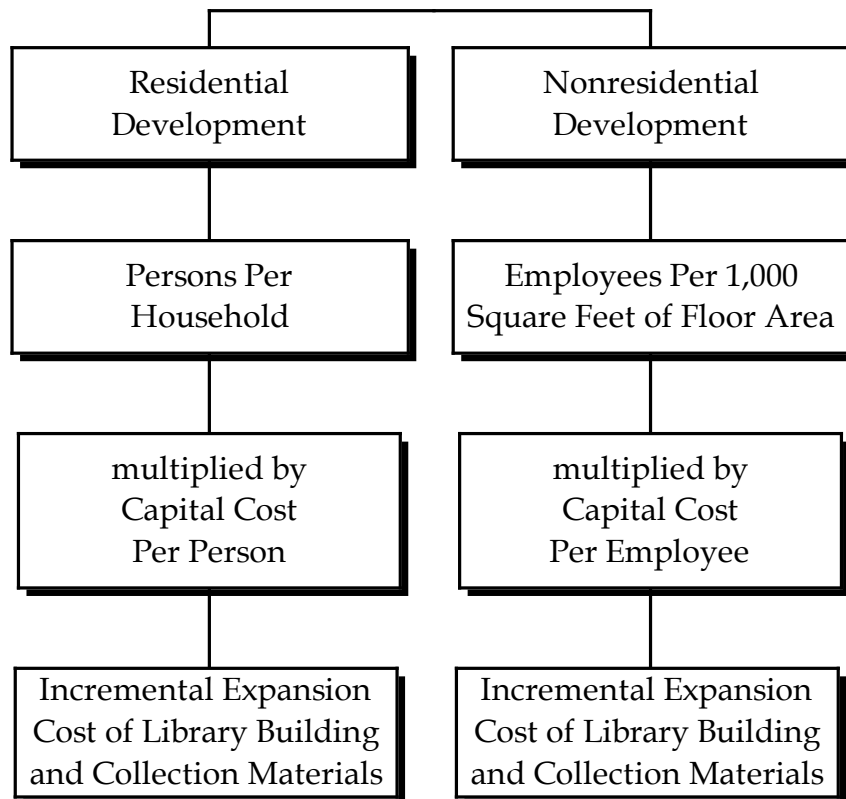 Residential
Development
Nonresidential
Development
Persons Per
Household
Employees Per 1,000
Square Feet of Floor Area
multiplied by
Capital Cost
Per Person
multiplied by
Capital Cost
Per Employee
Incremental Expansion
Cost of Library Building
and Collection Materials
Incremental Expansion
Cost of Library Building
and Collection Materials